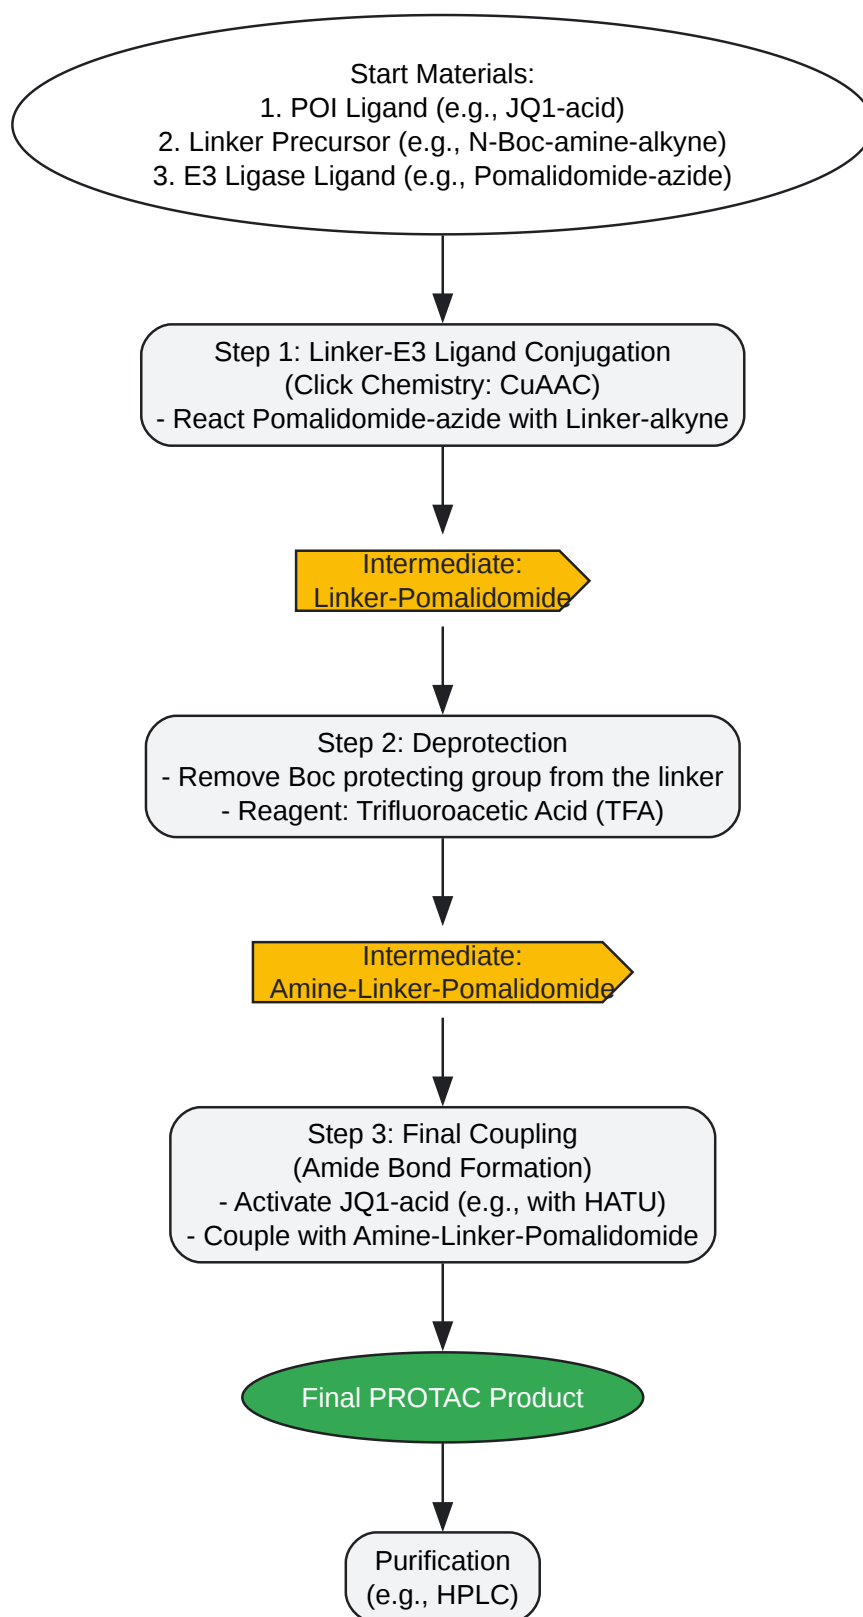 Start Materials:
1. POI Ligand (e.g., JQ1-acid)
2. Linker Precursor (e.g., N-Boc-amine-alkyne)
3. E3 Ligase Ligand (e.g., Pomalidomide-azide)
Step 1: Linker-E3 Ligand Conjugation
(Click Chemistry: CuAAC)
- React Pomalidomide-azide with Linker-alkyne
Intermediate:
Linker-Pomalidomide
Step 2: Deprotection
- Remove Boc protecting group from the linker
- Reagent: Trifluoroacetic Acid (TFA)
Intermediate:
Amine-Linker-Pomalidomide
Step 3: Final Coupling
(Amide Bond Formation)
- Activate JQ1-acid (e.g., with HATU)
- Couple with Amine-Linker-Pomalidomide
Final PROTAC Product
Purification
(e.g., HPLC)